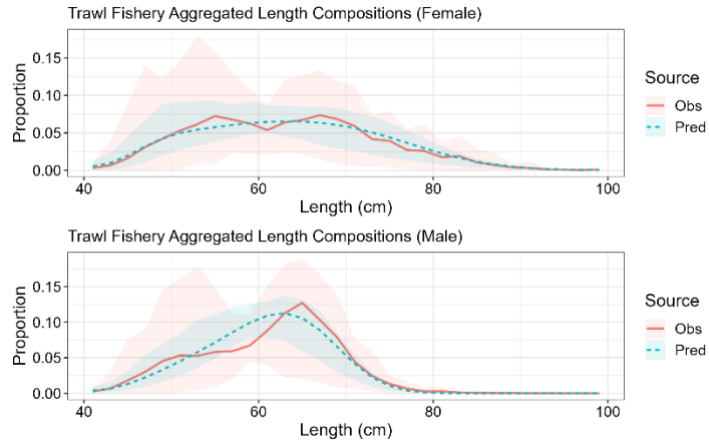 Trawl Fishery Aggregated Length Compositions (Female)
Proportion
0.15
0.10
0.05
0.00
40 60 80 100
Length (cm)
Source
Obs
Pred
Trawl Fishery Aggregated Length Compositions (Male)
Proportion
0.15
0.10
0.05
0.00
40 60 80 100
Length (cm)
Source
Obs
Pred